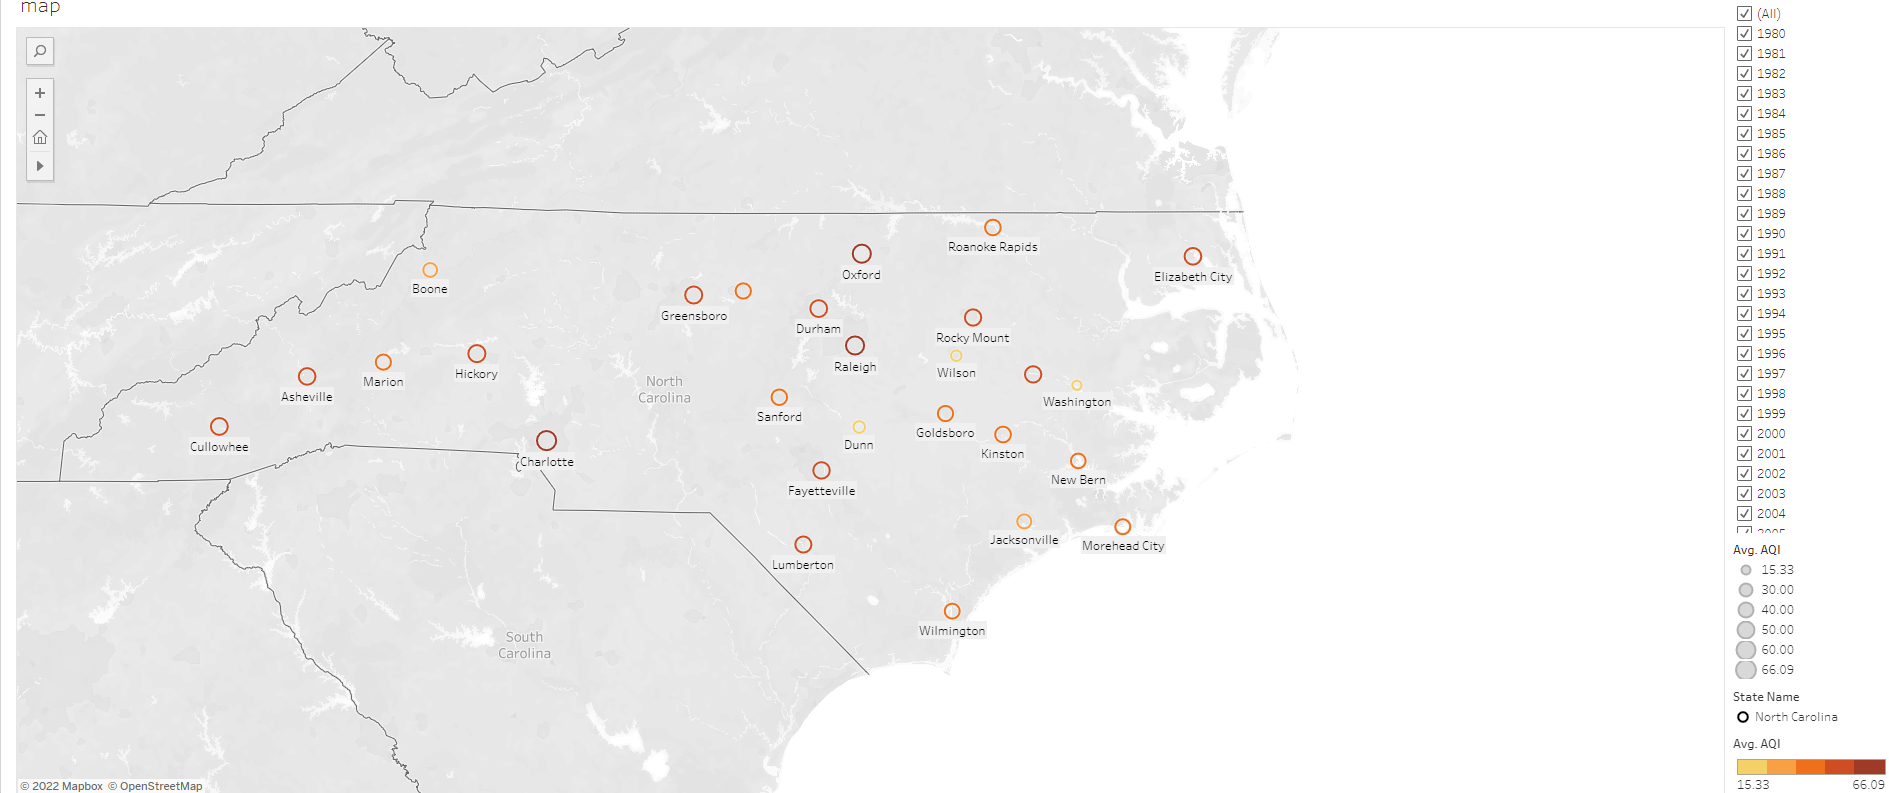 map
(All)
1980
1981
1982
1983
1984
1985
1986
1987
1988
1989
1990
1991
1992
1993
1994
1995
1996
1997
1998
1999
2000
2001
2002
2003
2004
Roanoke Rapids
Oxford
Elizabeth City
Boone
Greensboro
Durham
Rocky Mount
Raleigh
Wilson
Hickory
Marion
Asheville
North
Carolina
Washington
Sanford
Goldsboro
Dunn
Cullowhee
Kinston
Charlotte
New Bern
Fayetteville
Jacksonville
Morehead City
Lumberton
Wilmington
South
Carolina
Avg. AQI
15.33
30.00
40.00
50.00
60.00
66.09
State Name
North Carolina
Avg. AQI
15.33 66.09
© 2022 Mapbox © OpenStreetMap